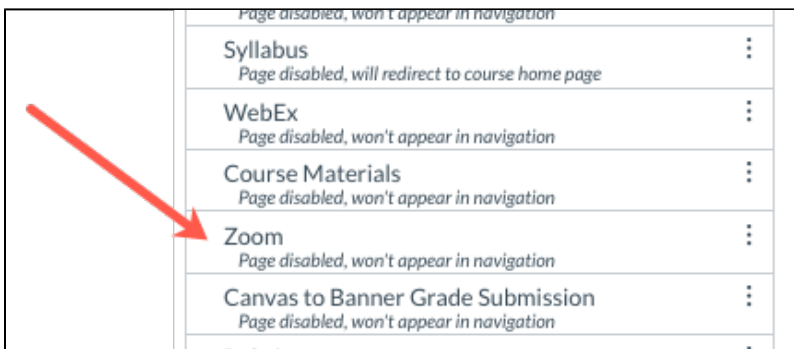 Page disabled, won't appear in navigation
Syllabus
Page disabled, will redirect to course home page
WebEx
Page disabled, won't appear in navigation
Course Materials
Page disabled, won't appear in navigation
Zoom
Page disabled, won't appear in navigation
Canvas to Banner Grade Submission
Page disabled, won't appear in navigation